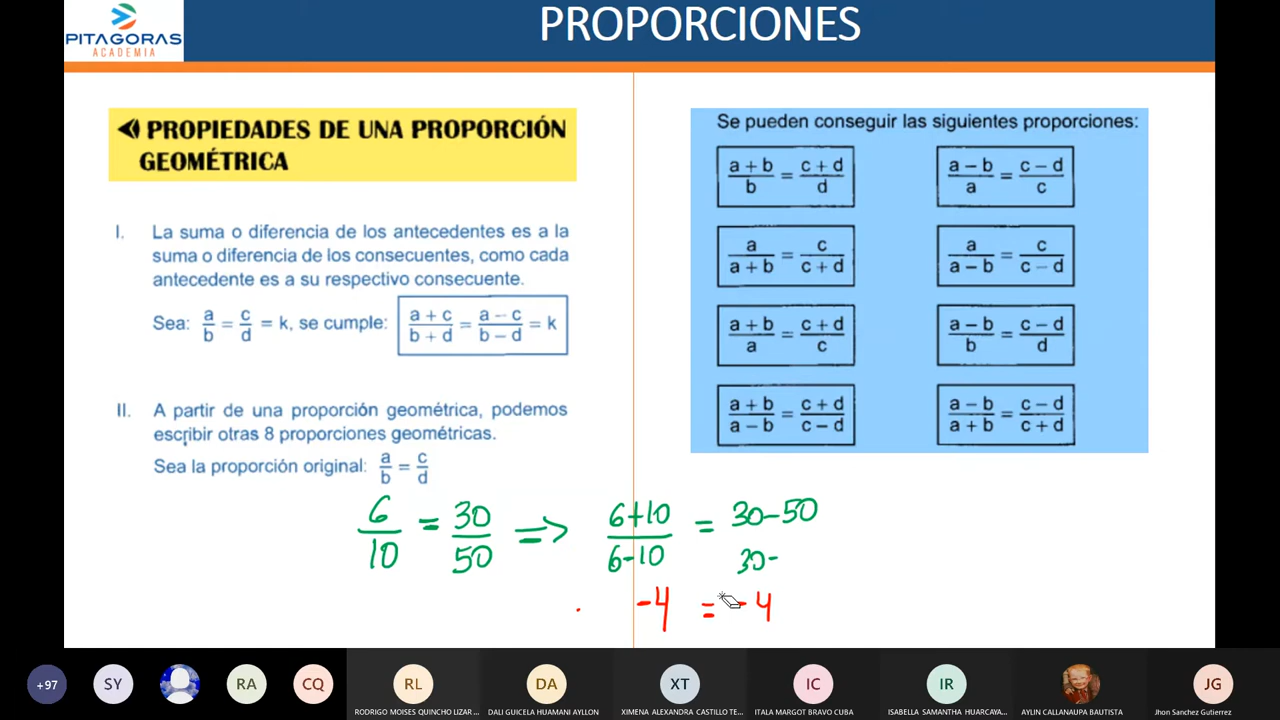 PITAGORAS
ACADEMIA
PROPORCIONES
PROPIEDADES DE UNA PROPORCIÓN
GEOMÉTRICA
I. La suma o diferencia de los antecedentes es a la
suma o diferencia de los consecuentes, como cada
antecedente es a su respectivo consecuente.
Sea: a/b = c/d = k, se cumple: (a + c)/(b + d) = (a − c)/(b − d) = k
II. A partir de una proporción geométrica, podemos
escribir otras 8 proporciones geométricas.
Sea la proporción original: a/b = c/d
Se pueden conseguir las siguientes proporciones:
(a + b)/b = (c + d)/d (a − b)/a = (c − d)/c
a/(a + b) = c/(c + d) a/(a − b) = c/(c − d)
(a + b)/a = (c + d)/c (a − b)/b = (c − d)/d
(a + b)/(a − b) = (c + d)/(c − d) (a − b)/(a + b) = (c − d)/(c + d)
6/10 = 30/50 => (6+10)/(6-10) = 30-50
30-
-4 = -4
+97 SY RA CQ RL DA XT IC IR JG
RODRIGO MOISES QUINCHO LIZAR... DALI GUICELA HUAMANI AYLLON XIMENA ALEXANDRA CASTILLO TE... ITALA MARGOT BRAVO CUBA ISABELLA SAMANTHA HUARCAYA... AYLIN CALLANAUPA BAUTISTA Jhon Sanchez Gutierrez